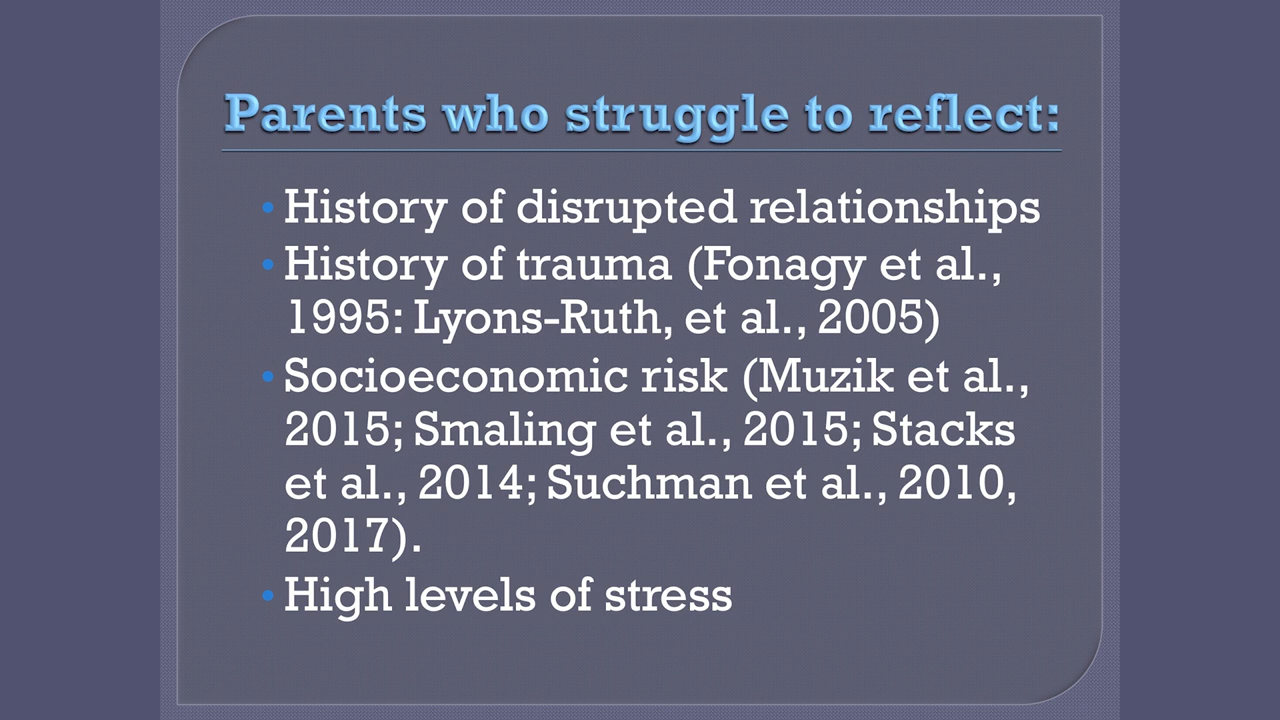 Parents who struggle to reflect:
• History of disrupted relationships
• History of trauma (Fonagy et al.,
1995: Lyons-Ruth, et al., 2005)
• Socioeconomic risk (Muzik et al.,
2015; Smaling et al., 2015; Stacks
et al., 2014; Suchman et al., 2010,
2017).
• High levels of stress